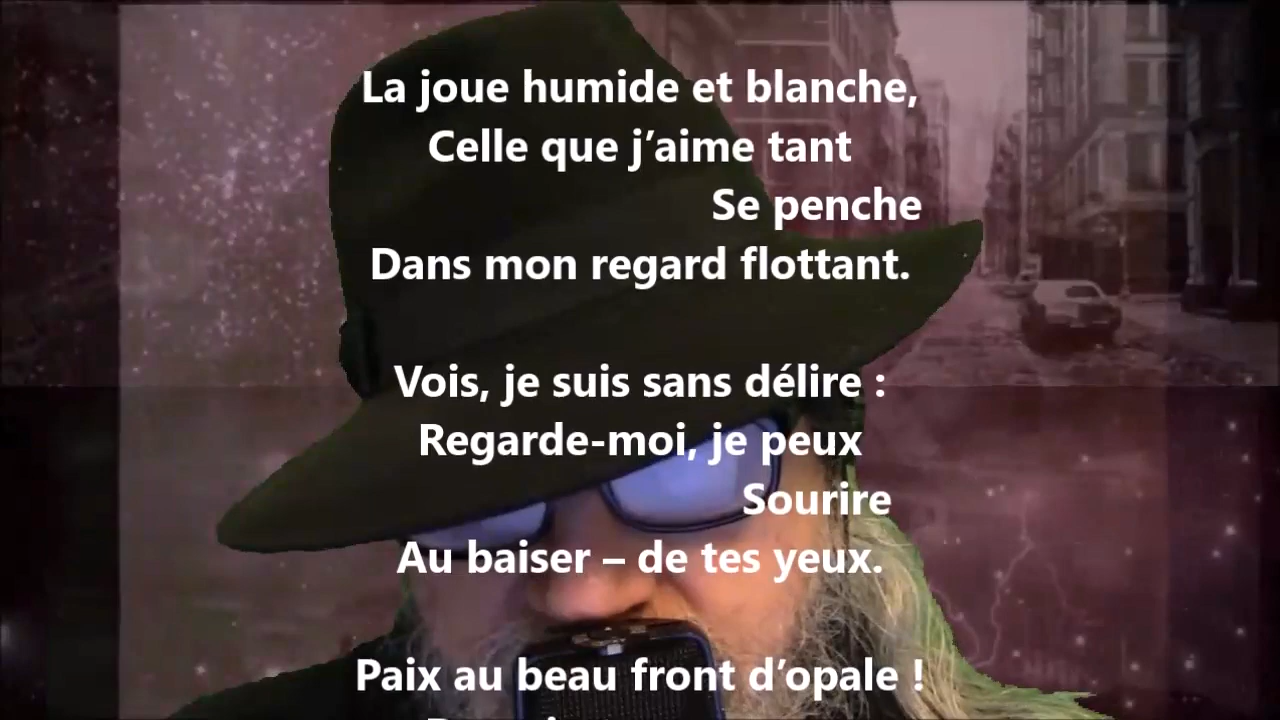 La joue humide et blanche,
Celle que j’aime tant
Se penche
Dans mon regard flottant.
Vois, je suis sans délire :
Regarde-moi, je peux
Sourire
Au baiser – de tes yeux.
Paix au beau front d’opale !